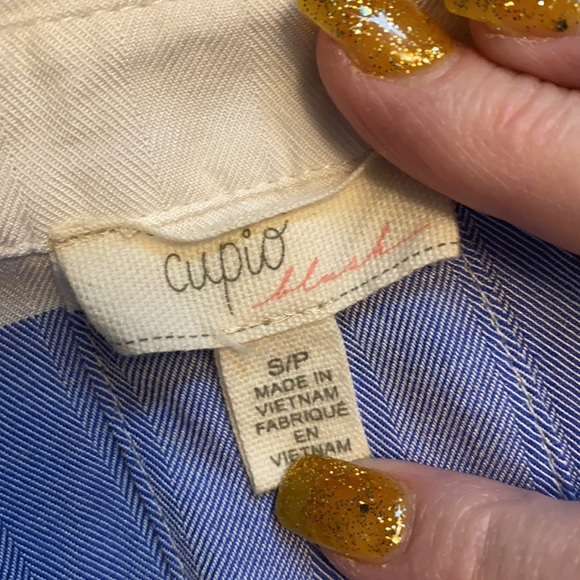 cupio
blush
S/P
MADE IN
VIETNAM
FABRIQUÉ
EN
VIETNAM